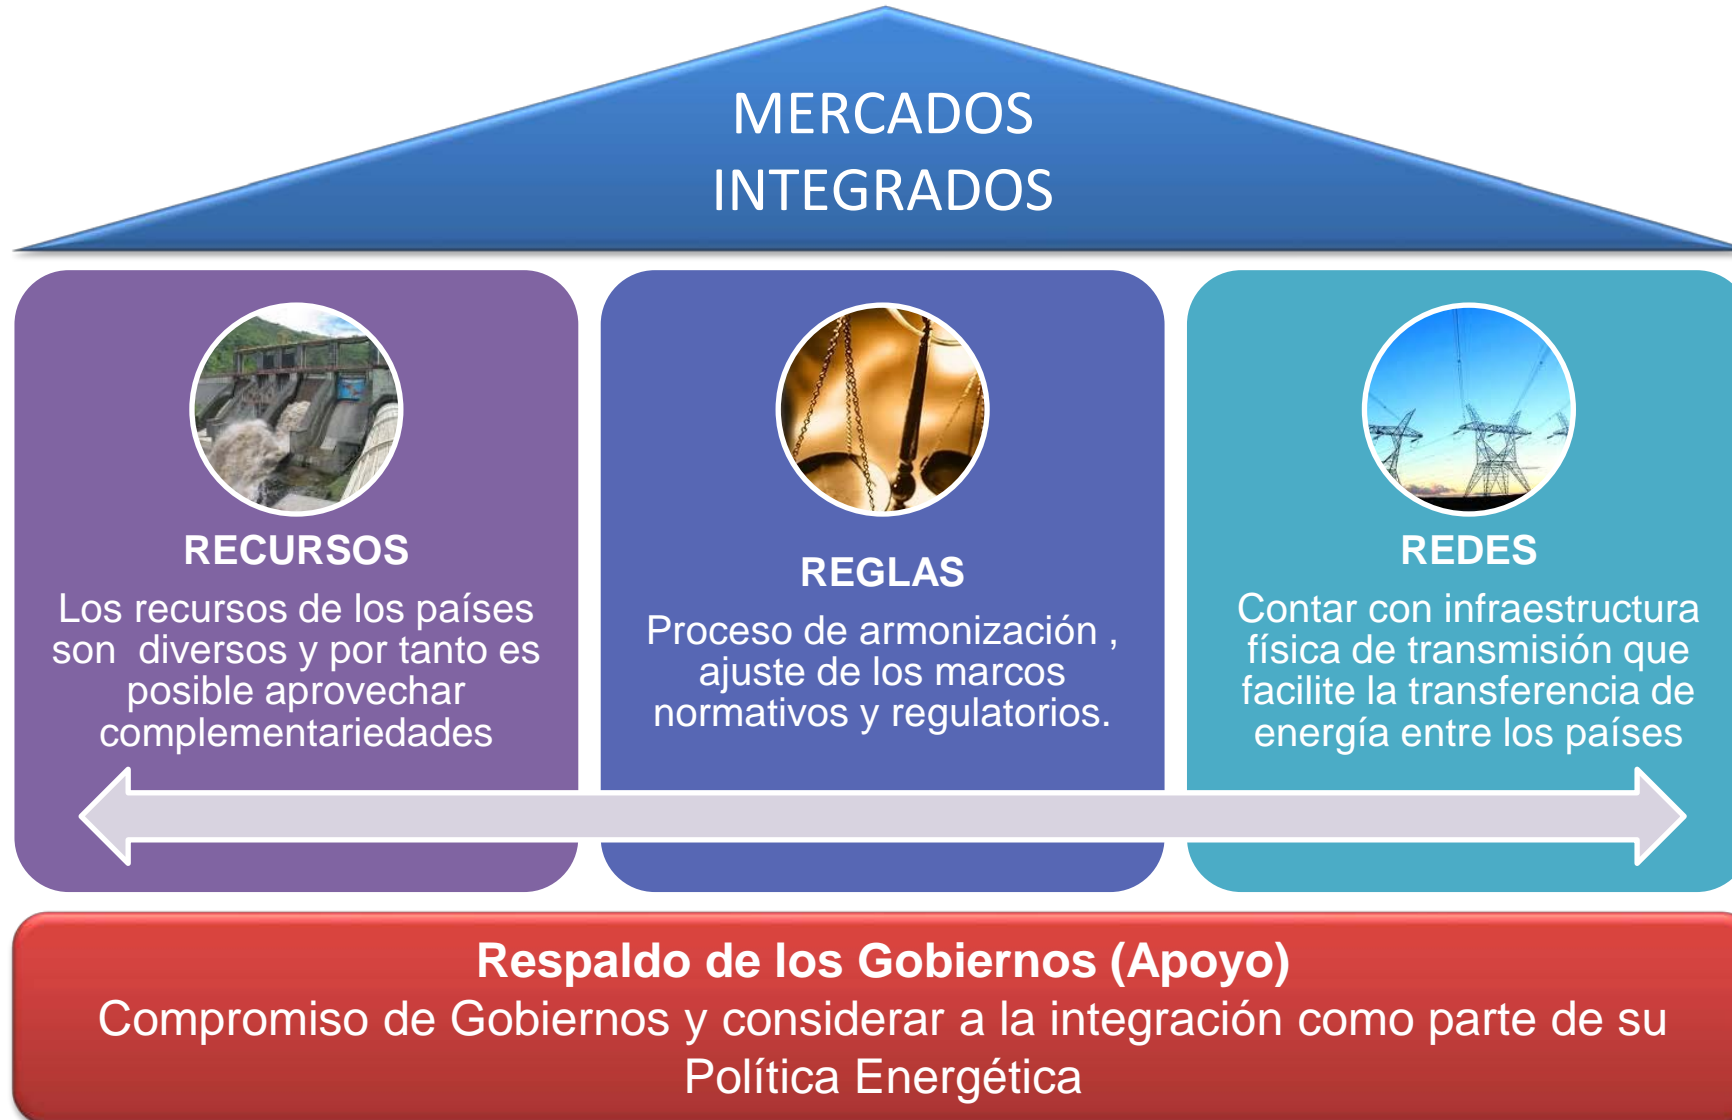 MERCADOS
INTEGRADOS
RECURSOS
Los recursos de los países
son diversos y por tanto es
posible aprovechar
complementariedades
REGLAS
Proceso de armonización ,
ajuste de los marcos
normativos y regulatorios.
REDES
Contar con infraestructura
física de transmisión que
facilite la transferencia de
energía entre los países
Respaldo de los Gobiernos (Apoyo)
Compromiso de Gobiernos y considerar a la integración como parte de su
Política Energética